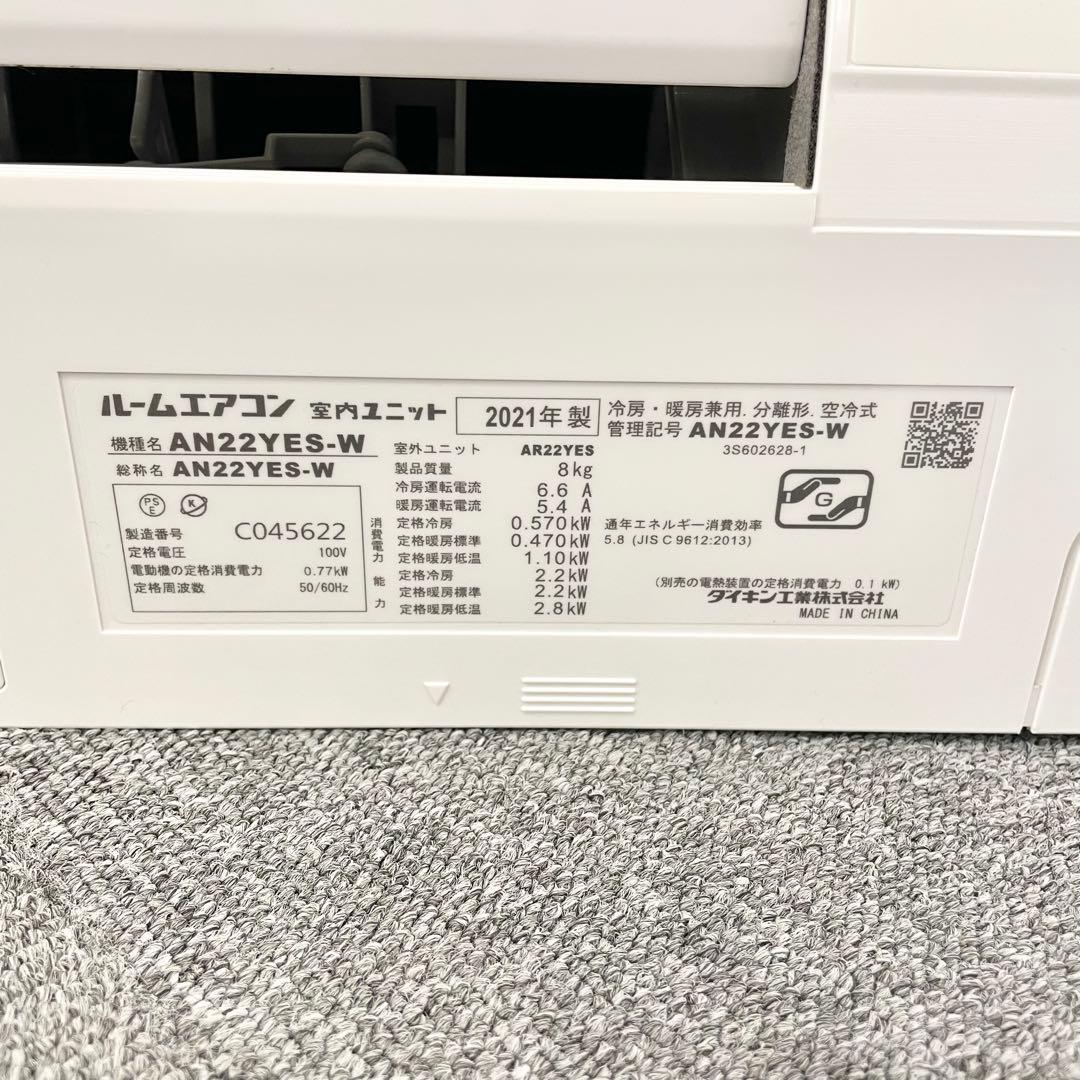 ルームエアコン 室内ユニット 2021年 製
冷房・暖房兼用. 分離形. 空冷式
機種名 AN22YES-W
管理記号 AN22YES-W
3S602628-1
総称名 AN22YES-W
PSE K
製造番号 C045622
定格電圧 100V
電動機の定格消費電力 0.77kW
定格周波数 50/60Hz
室外ユニット AR22YES
製品質量 8kg
冷房運転電流 6.6 A
暖房運転電流 5.4 A
消費電力
定格冷房 0.570kW
定格暖房標準 0.470kW
定格暖房低温 1.10kW
能力
定格冷房 2.2kW
定格暖房標準 2.2kW
定格暖房低温 2.8kW
G
通年エネルギー消費効率
5.8 (JIS C 9612:2013)
(別売の電熱装置の定格消費電力 0.1 kW)
ダイキン工業株式会社
MADE IN CHINA